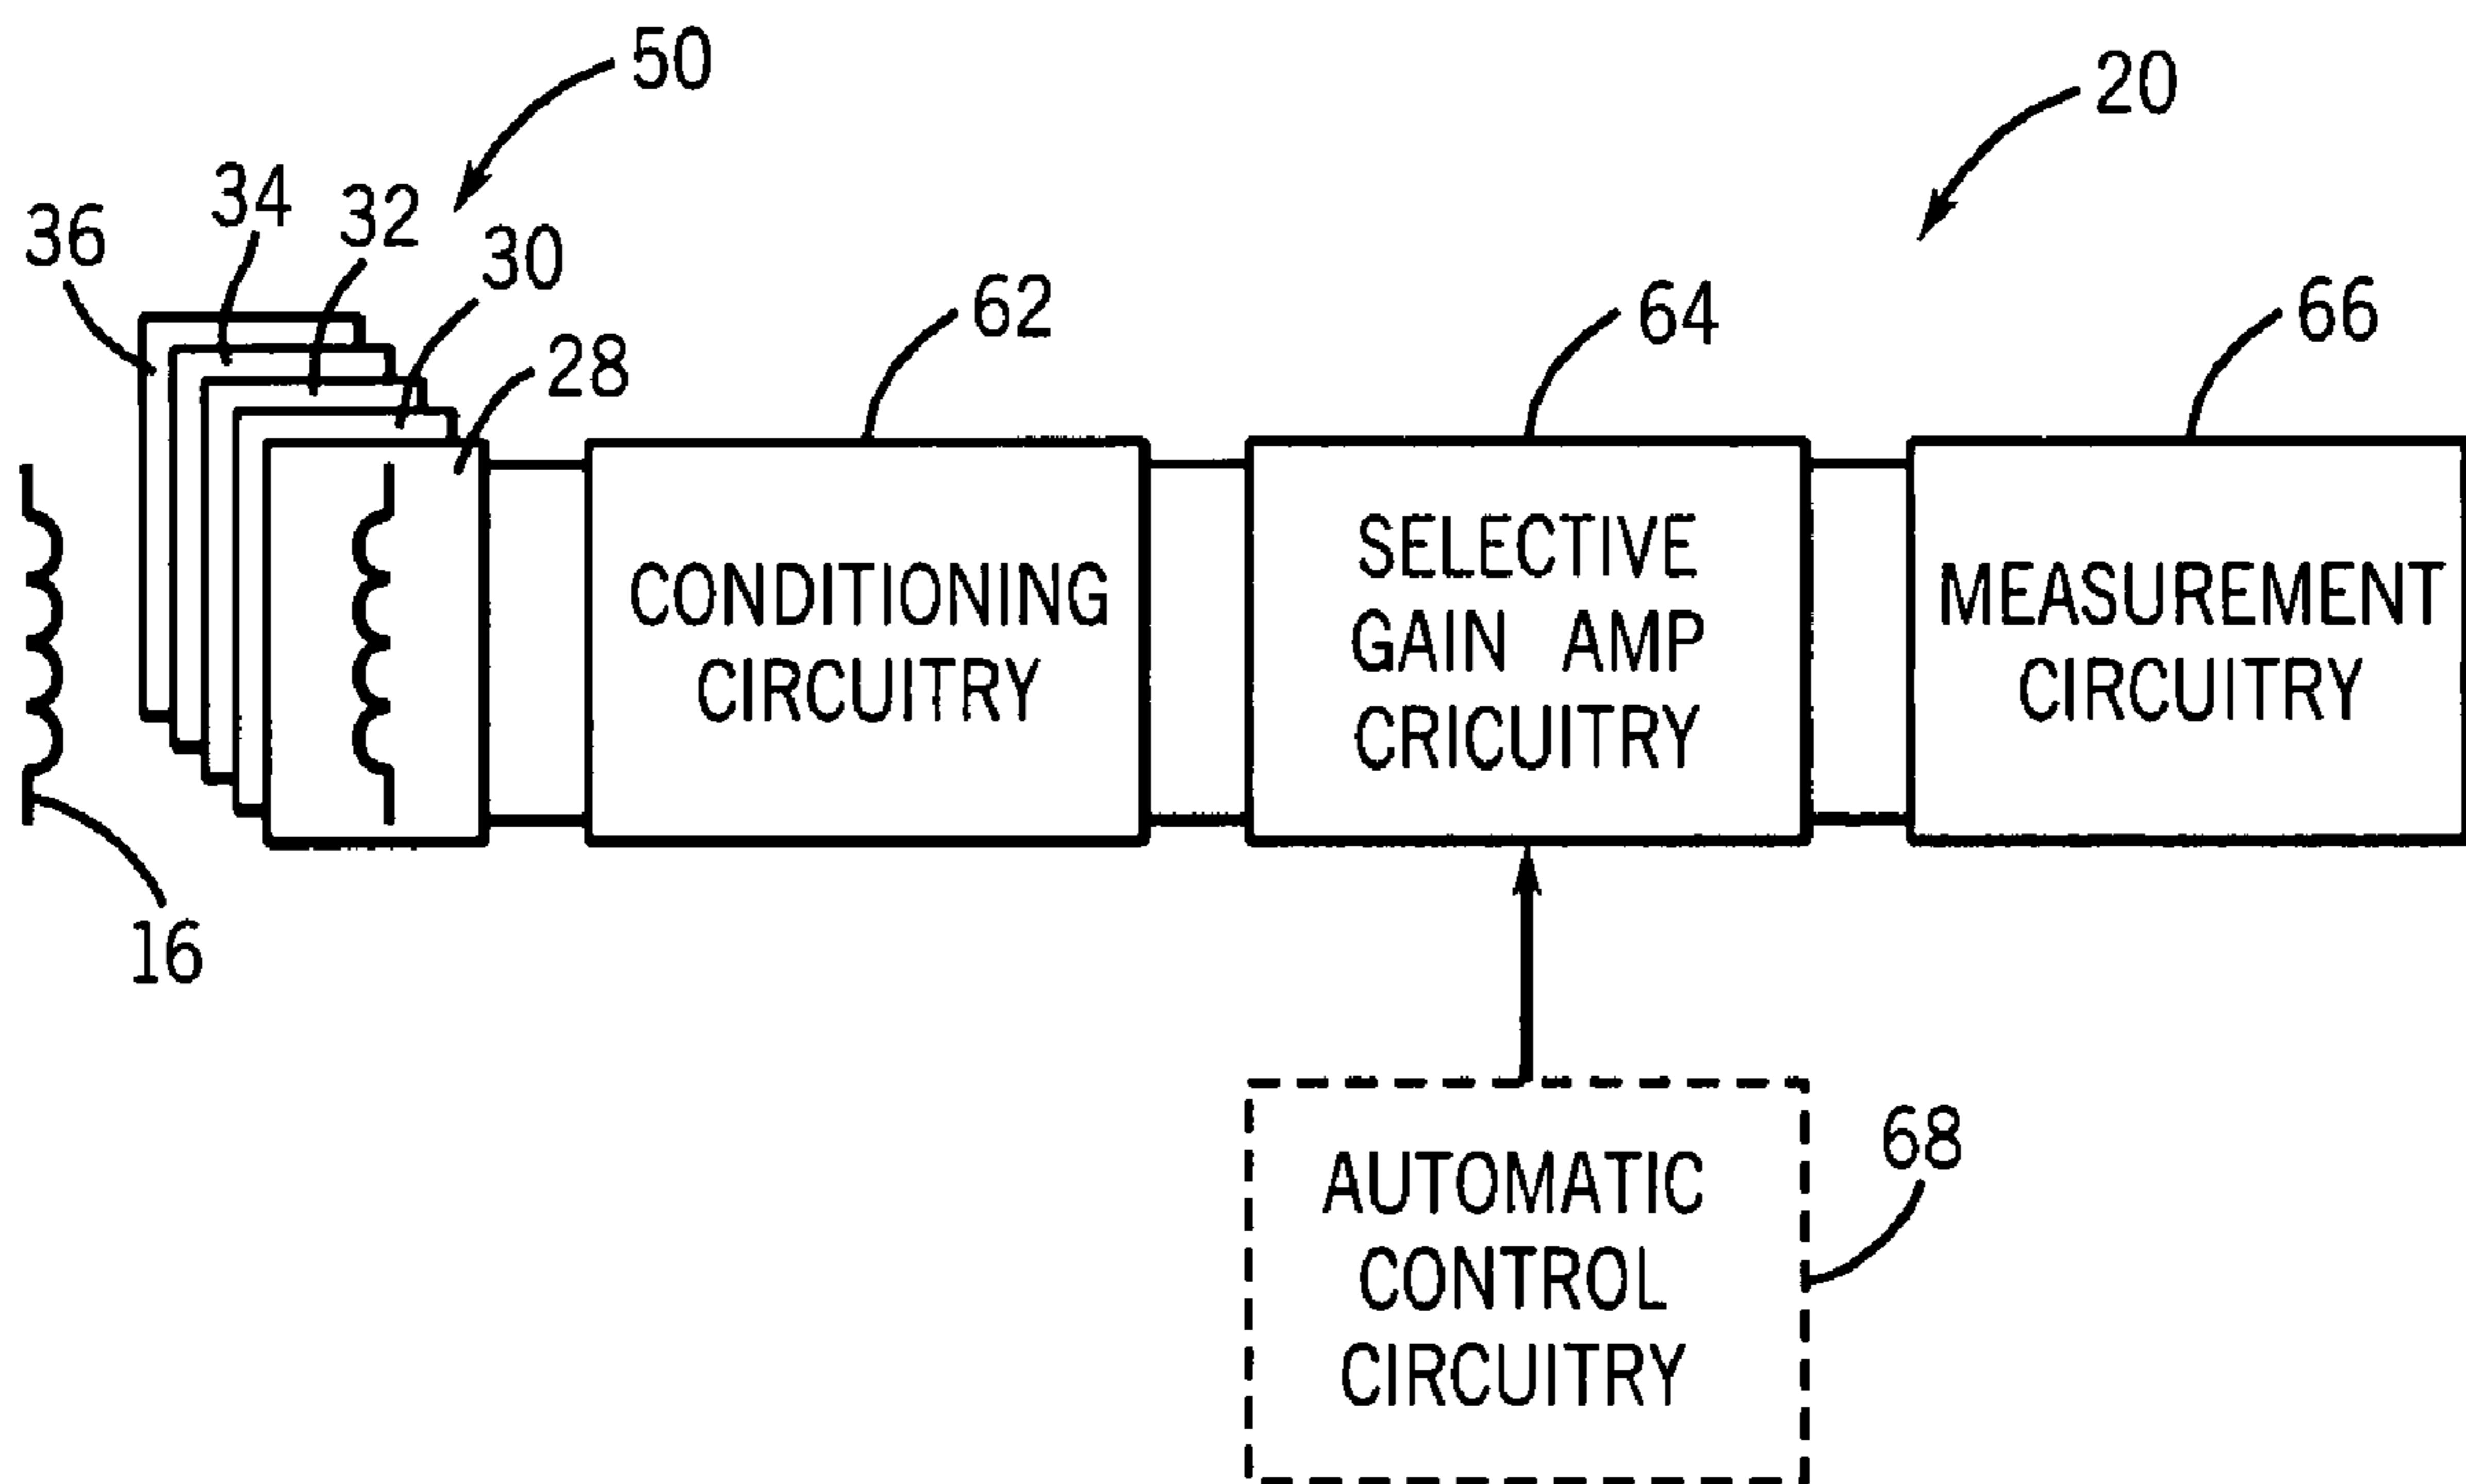 50
20
34
32
36
30
62
64
66
28
CONDITIONING
CIRCUITRY
SELECTIVE
GAIN AMP
CRICUITRY
MEASUREMENT
CIRCUITRY
16
AUTOMATIC
CONTROL
CIRCUITRY
68